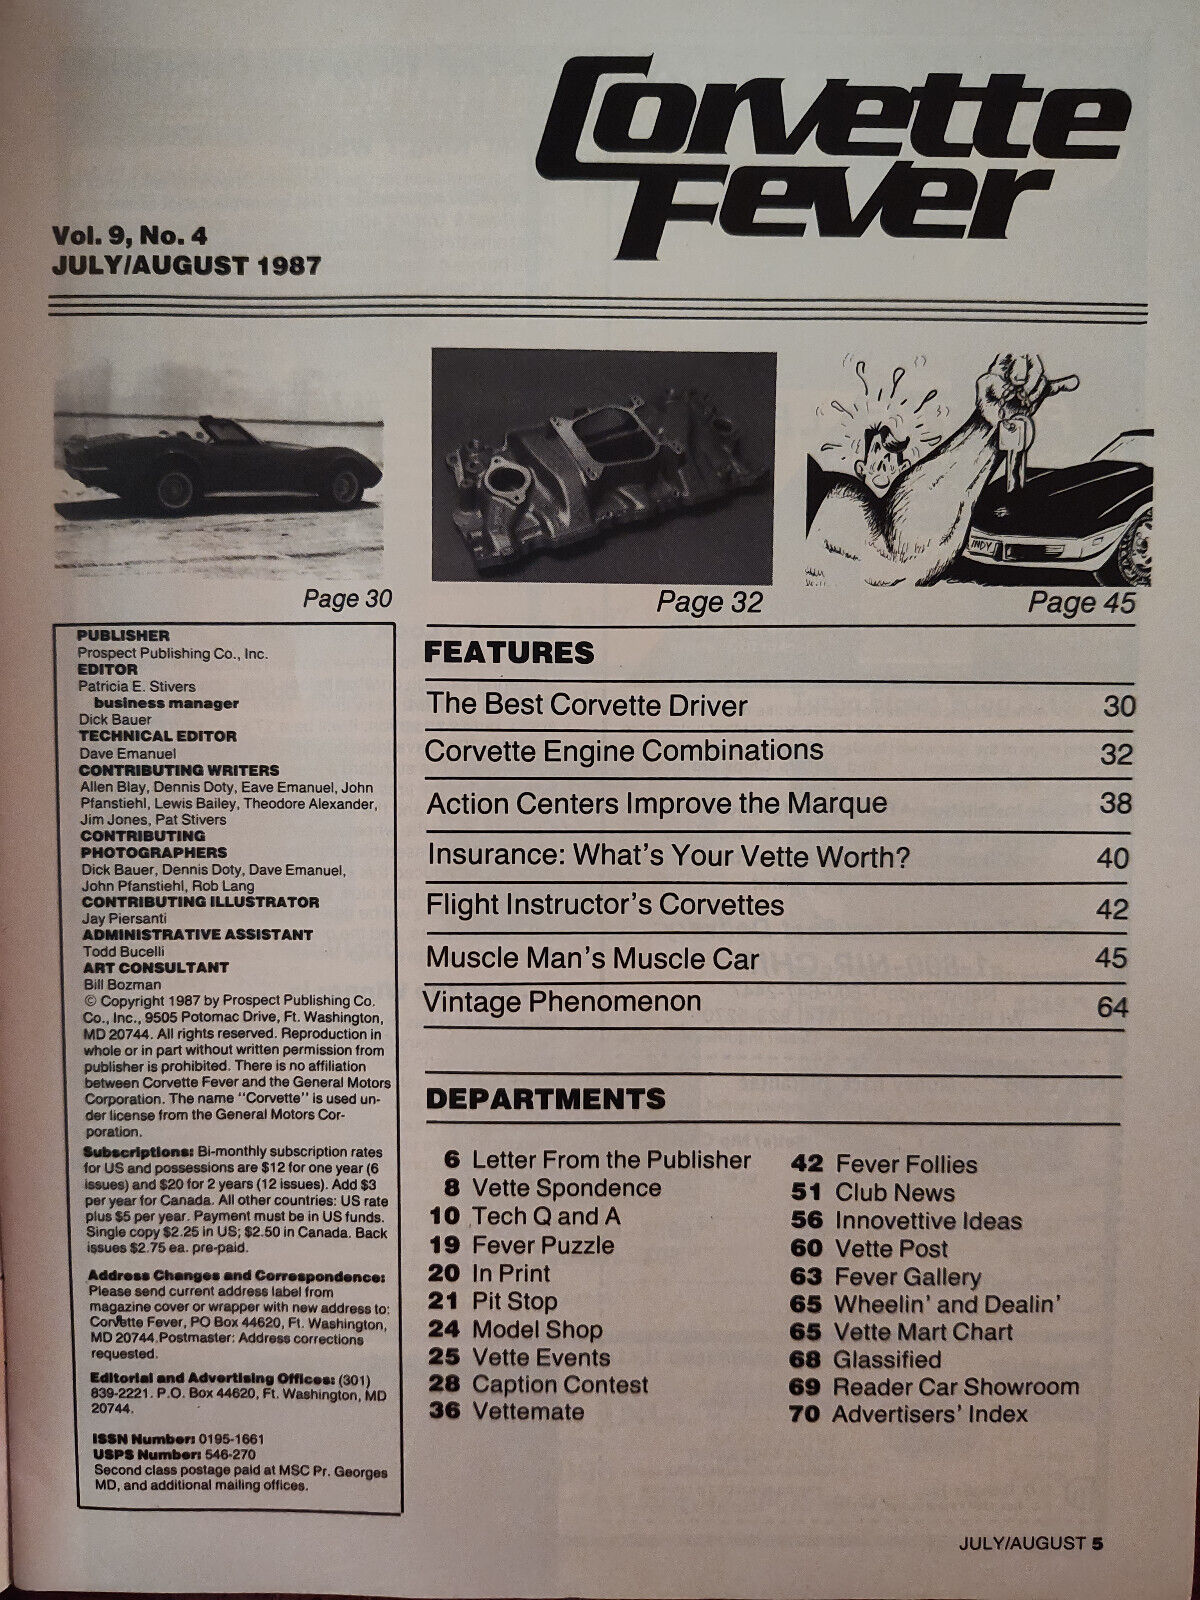 Corvette
Fever
Vol. 9, No. 4
JULY/AUGUST 1987
INDY
Page 30
Page 32
Page 45
PUBLISHER
Prospect Publishing Co., Inc.
EDITOR
Patricia E. Stivers
business manager
Dick Bauer
TECHNICAL EDITOR
Dave Emanuel
CONTRIBUTING WRITERS
Allen Blay, Dennis Doty, Eave Emanuel, John
Pfanstiehl, Lewis Bailey, Theodore Alexander,
Jim Jones, Pat Stivers
CONTRIBUTING
PHOTOGRAPHERS
Dick Bauer, Dennis Doty, Dave Emanuel,
John Pfanstiehl, Rob Lang
CONTRIBUTING ILLUSTRATOR
Jay Piersanti
ADMINISTRATIVE ASSISTANT
Todd Bucelli
ART CONSULTANT
Bill Bozman
© Copyright 1987 by Prospect Publishing Co.
Co., Inc., 9505 Potomac Drive, Ft. Washington,
MD 20744. All rights reserved. Reproduction in
whole or in part without written permission from
publisher is prohibited. There is no affiliation
between Corvette Fever and the General Motors
Corporation. The name "Corvette" is used un-
der license from the General Motors Cor-
poration.
Subscriptions: Bi-monthly subscription rates
for US and possessions are $12 for one year (6
issues) and $20 for 2 years (12 issues). Add $3
per year for Canada. All other countries: US rate
plus $5 per year. Payment must be in US funds.
Single copy $2.25 in US; $2.50 in Canada. Back
issues $2.75 ea. pre-paid.
Address Changes and Correspondence:
Please send current address label from
magazine cover or wrapper with new address to:
Corvette Fever, PO Box 44620, Ft. Washington,
MD 20744. Postmaster: Address corrections
requested.
Editorial and Advertising Offices: (301)
839-2221. P.O. Box 44620, Ft. Washington, MD
20744.
ISSN Number: 0195-1661
USPS Number: 546-270
Second class postage paid at MSC Pr. Georges
MD, and additional mailing offices.
FEATURES
The Best Corvette Driver 30
Corvette Engine Combinations 32
Action Centers Improve the Marque 38
Insurance: What's Your Vette Worth? 40
Flight Instructor's Corvettes 42
Muscle Man's Muscle Car 45
Vintage Phenomenon 64
DEPARTMENTS
6 Letter From the Publisher
8 Vette Spondence
10 Tech Q and A
19 Fever Puzzle
20 In Print
21 Pit Stop
24 Model Shop
25 Vette Events
28 Caption Contest
36 Vettemate
42 Fever Follies
51 Club News
56 Innovettive Ideas
60 Vette Post
63 Fever Gallery
65 Wheelin' and Dealin'
65 Vette Mart Chart
68 Glassified
69 Reader Car Showroom
70 Advertisers' Index
JULY/AUGUST 5